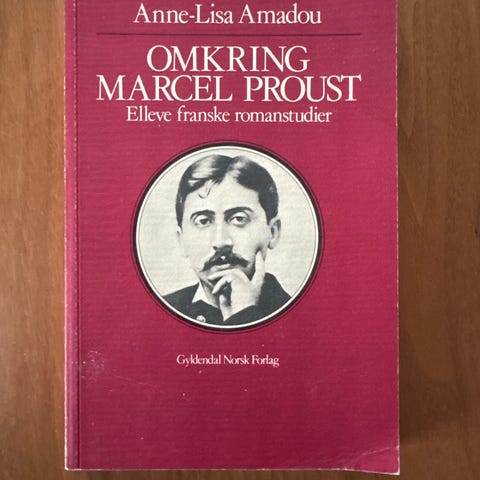 Anne-Lisa Amadou
OMKRING
MARCEL PROUST
Elleve franske romanstudier
Gyldendal Norsk Forlag